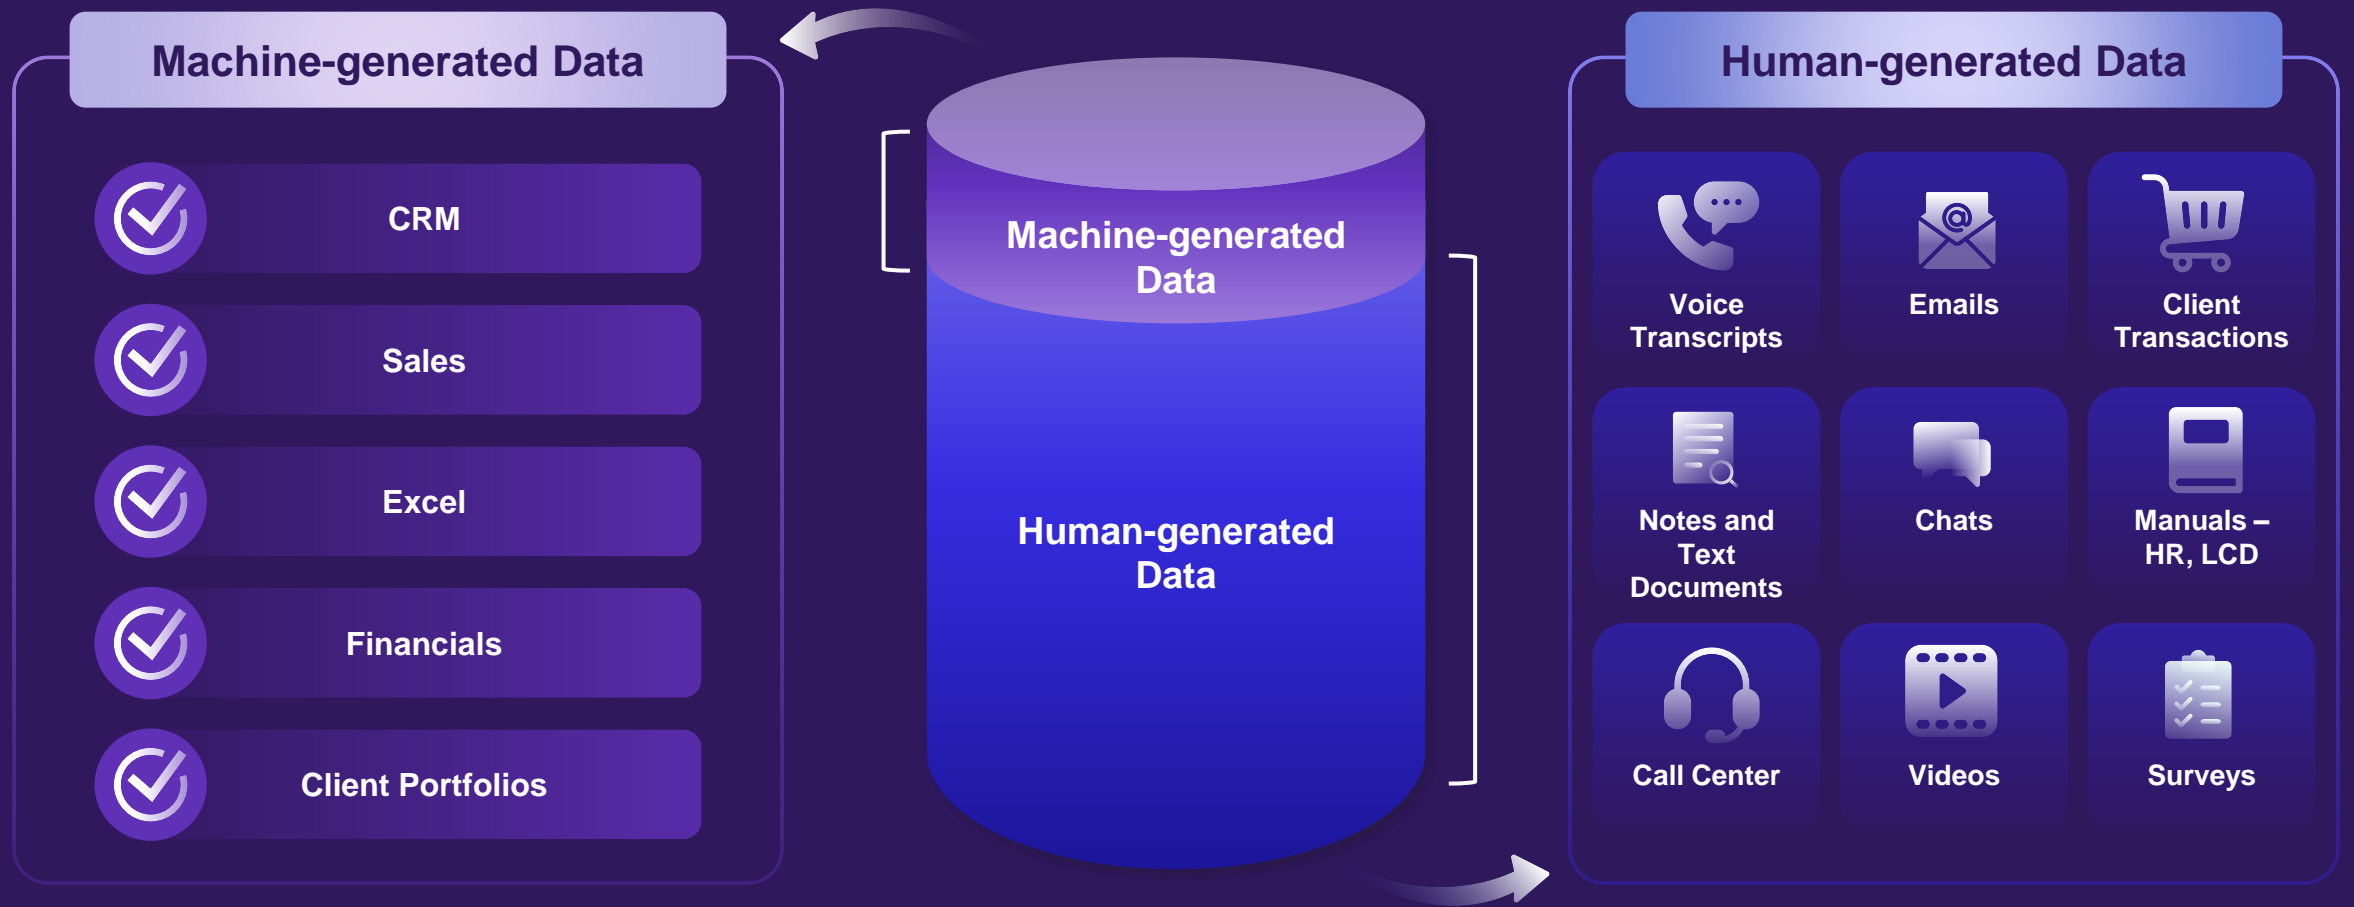 Machine-generated Data
CRM
Sales
Excel
Financials
Client Portfolios
Machine-generated
Data
Human-generated
Data
Human-generated Data
Voice
Transcripts
Emails
Client
Transactions
Notes and
Text
Documents
Chats
Manuals –
HR, LCD
Call Center
Videos
Surveys